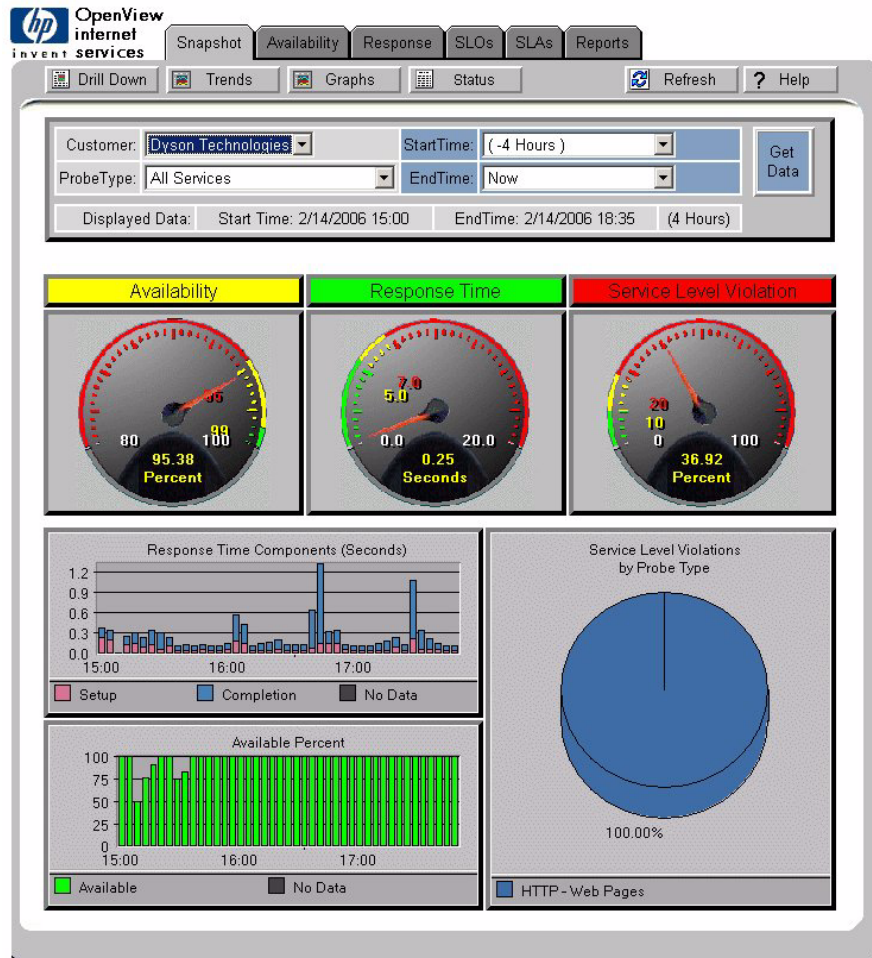 hp
invent
OpenView
internet
services
Snapshot Availability Response SLOs SLAs Reports
Drill Down Trends Graphs Status Refresh ? Help
Customer: Dyson Technologies StartTime: ( -4 Hours )
Get
Data
ProbeType: All Services EndTime: Now
Displayed Data: Start Time: 2/14/2006 15:00 EndTime: 2/14/2006 18:35 (4 Hours)
Availability
95
99
80 100
95.38
Percent
Response Time
7.0
5.0
0.0 20.0
0.25
Seconds
Service Level Violation
20
10
0 100
36.92
Percent
Response Time Components (Seconds)
1.2
0.9
0.6
0.3
0.0
15:00 16:00 17:00
Setup Completion No Data
Available Percent
100
75
50
25
0
15:00 16:00 17:00
Available No Data
Service Level Violations
by Probe Type
100.00%
HTTP - Web Pages